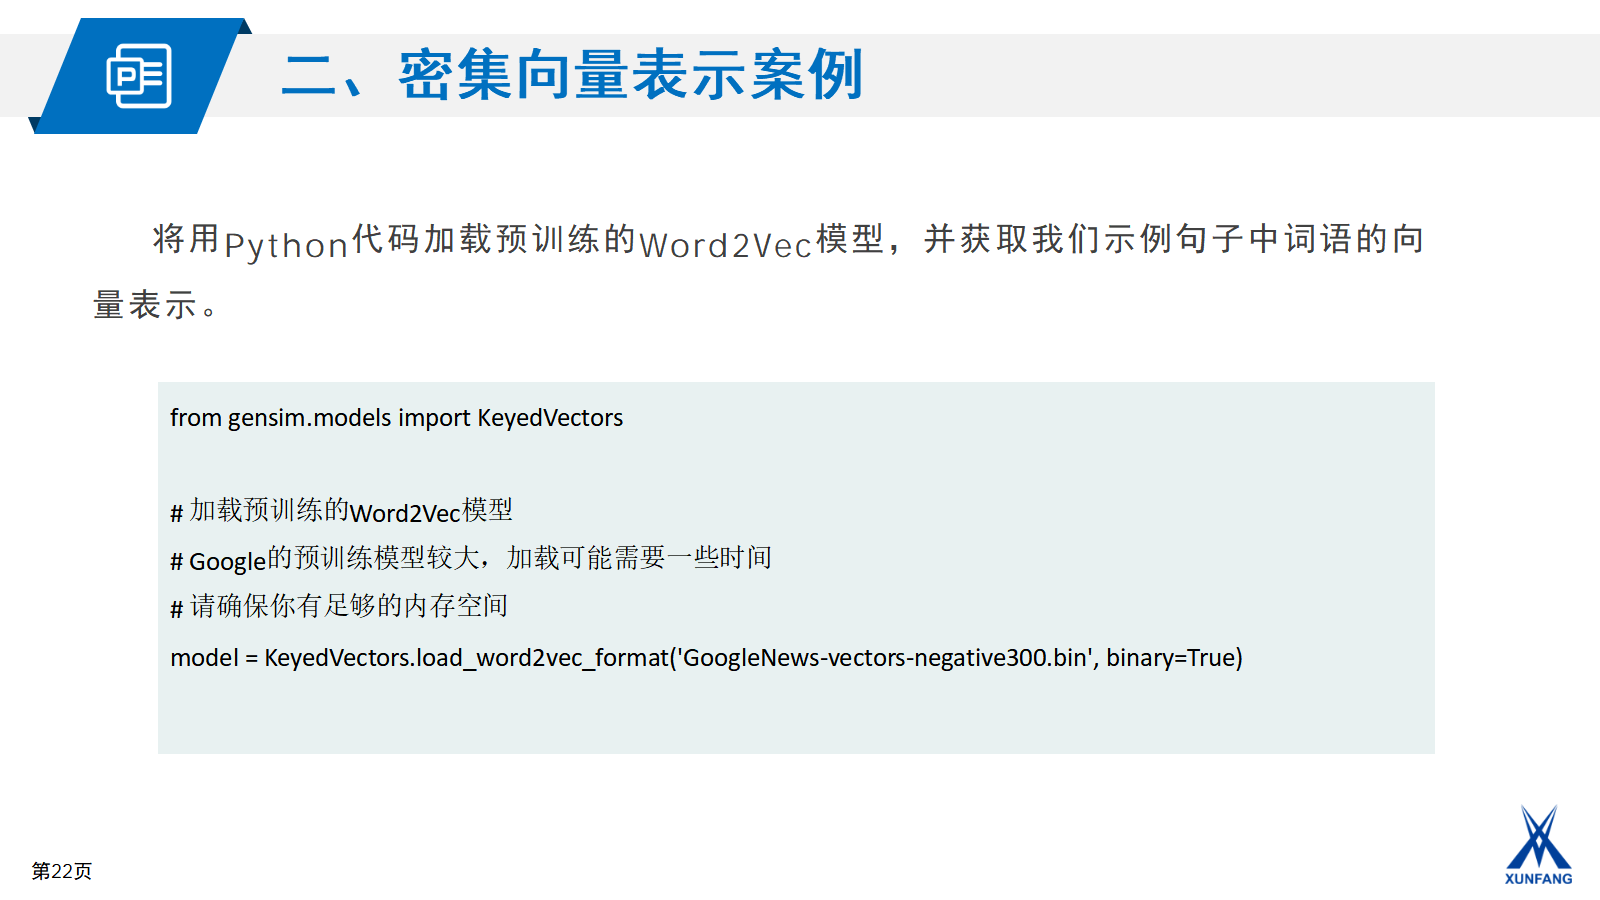 二、密集向量表示案例
将用Python代码加载预训练的Word2Vec模型，并获取我们示例句子中词语的向
量表示。
from gensim.models import KeyedVectors
# 加载预训练的Word2Vec模型
# Google的预训练模型较大，加载可能需要一些时间
# 请确保你有足够的内存空间
model = KeyedVectors.load_word2vec_format('GoogleNews-vectors-negative300.bin', binary=True)
第22页
XUNFANG